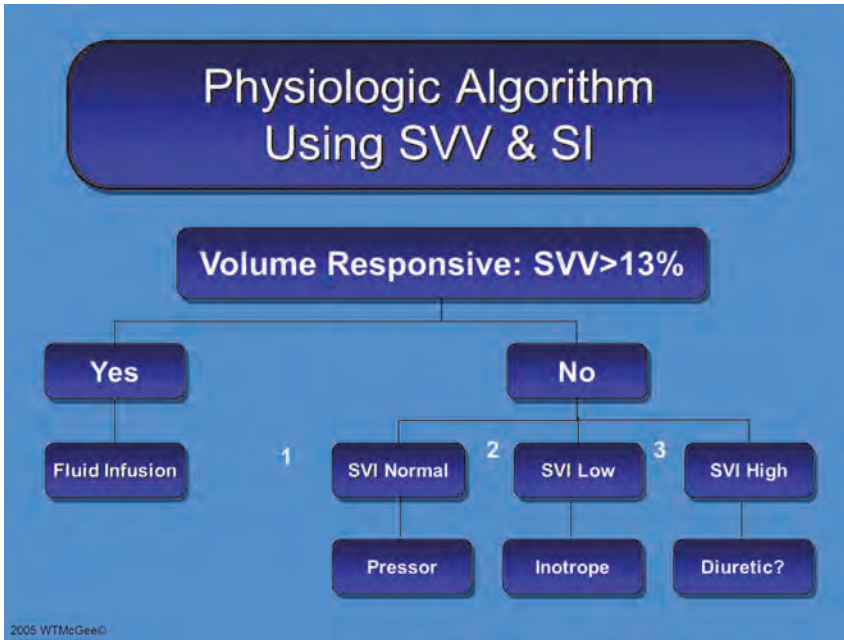 Physiologic Algorithm
Using SVV & SI
Volume Responsive: SVV>13%
Yes
No
Fluid Infusion
1
SVI Normal
2
SVI Low
3
SVI High
Pressor
Inotrope
Diuretic?
2005 WTMcGee©